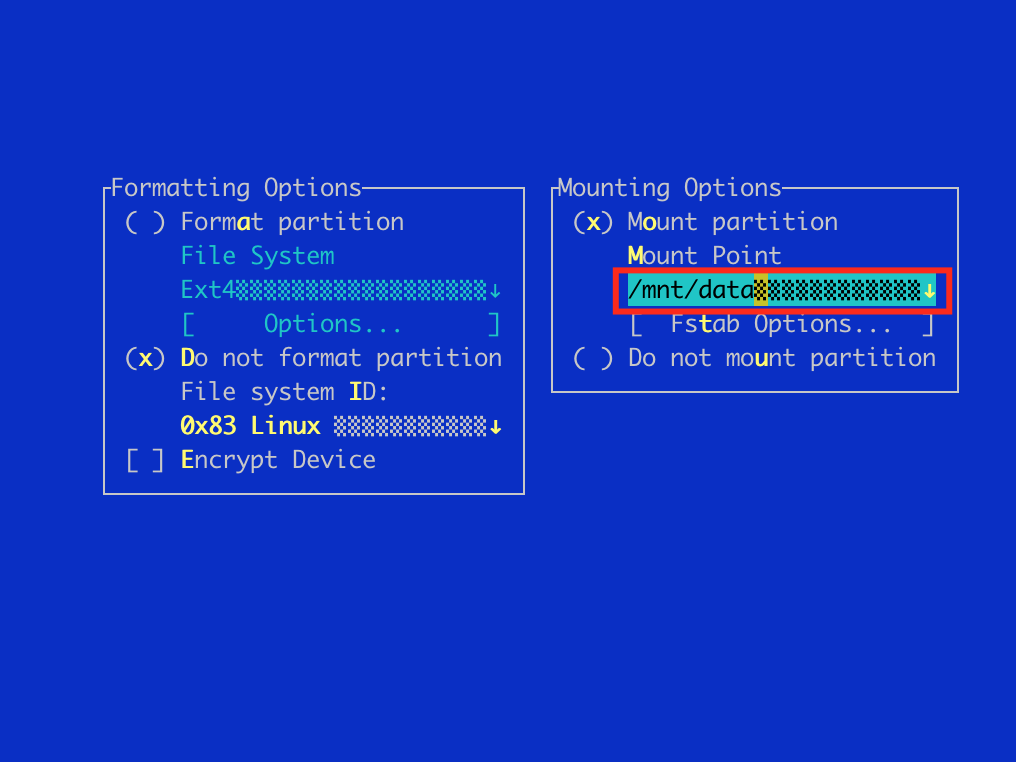 Formatting Options
( ) Format partition
File System
Ext4
[ Options... ]
(x) Do not format partition
File system ID:
0x83 Linux
[ ] Encrypt Device
Mounting Options
(x) Mount partition
Mount Point
/mnt/data
[ Fstab Options... ]
( ) Do not mount partition